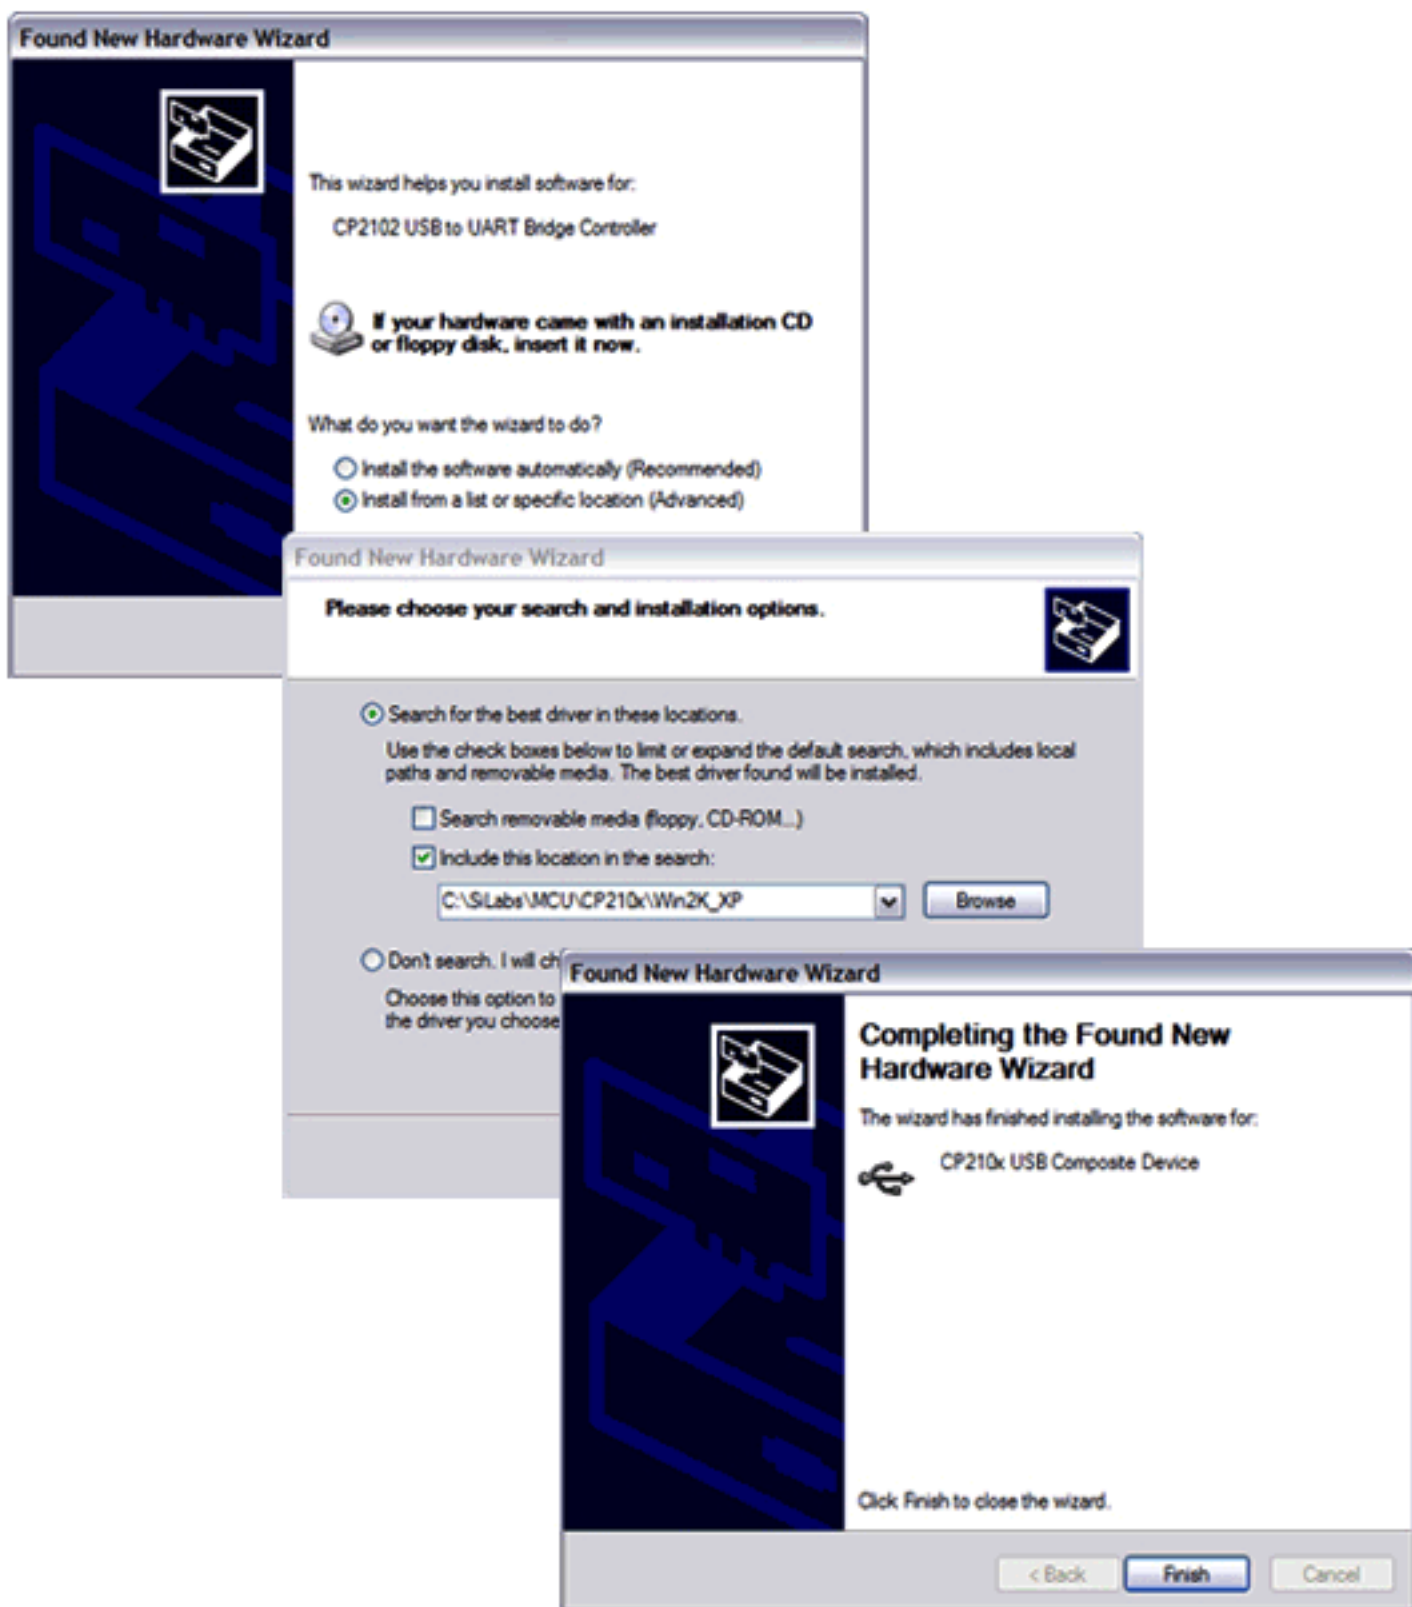 Found New Hardware Wizard
This wizard helps you install software for:
CP2102 USB to UART Bridge Controller
If your hardware came with an installation CD
or floppy disk, insert it now.
What do you want the wizard to do?
Install the software automatically (Recommended)
Install from a list or specific location (Advanced)
Found New Hardware Wizard
Please choose your search and installation options.
Search for the best driver in these locations.
Use the check boxes below to limit or expand the default search, which includes local
paths and removable media. The best driver found will be installed.
Search removable media (floppy, CD-ROM...)
Include this location in the search:
C:\SiLabs\MCU\CP210x\Win2K_XP
Browse
Don't search. I will ch
Choose this option to
the driver you choose
Found New Hardware Wizard
Completing the Found New
Hardware Wizard
The wizard has finished installing the software for:
CP210x USB Composite Device
Click Finish to close the wizard.
< Back
Finish
Cancel